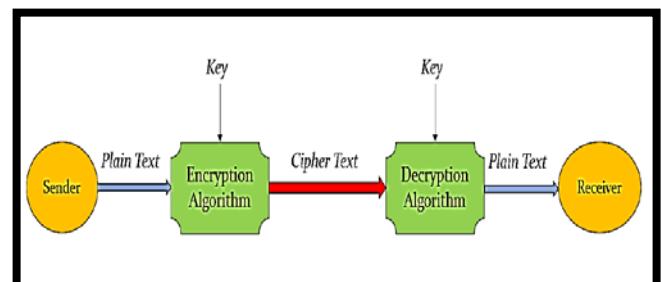 Key
Key
Plain Text
Cipher Text
Plain Text
Sender
Encryption
Algorithm
Decryption
Algorithm
Receiver